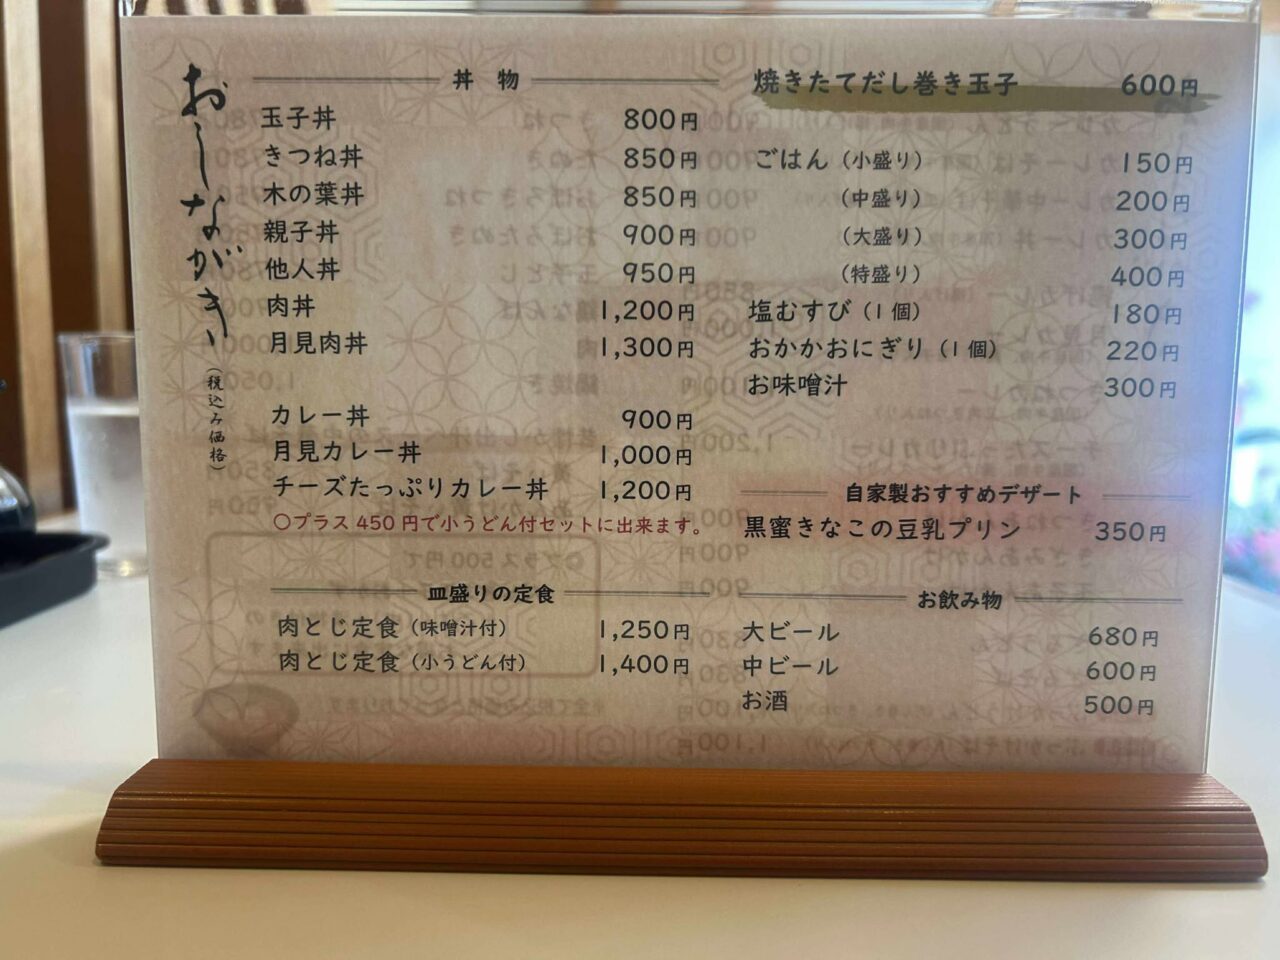 おしながき
(税込み価格)
丼 物
玉子丼 800円
きつね丼 850円
木の葉丼 850円
親子丼 900円
他人丼 950円
肉丼 1,200円
月見肉丼 1,300円
カレー丼 900円
月見カレー丼 1,000円
チーズたっぷりカレー丼 1,200円
○プラス450円で小うどん付セットに出来ます。
皿盛りの定食
肉とじ定食(味噌汁付) 1,250円
肉とじ定食(小うどん付) 1,400円
焼きたてだし巻き玉子 600円
ごはん(小盛り) 150円
(中盛り) 200円
(大盛り) 300円
(特盛り) 400円
塩むすび(1個) 180円
おかかおにぎり(1個) 220円
お味噌汁 300円
自家製おすすめデザート
黒蜜きなこの豆乳プリン 350円
お飲み物
大ビール 680円
中ビール 600円
お酒 500円